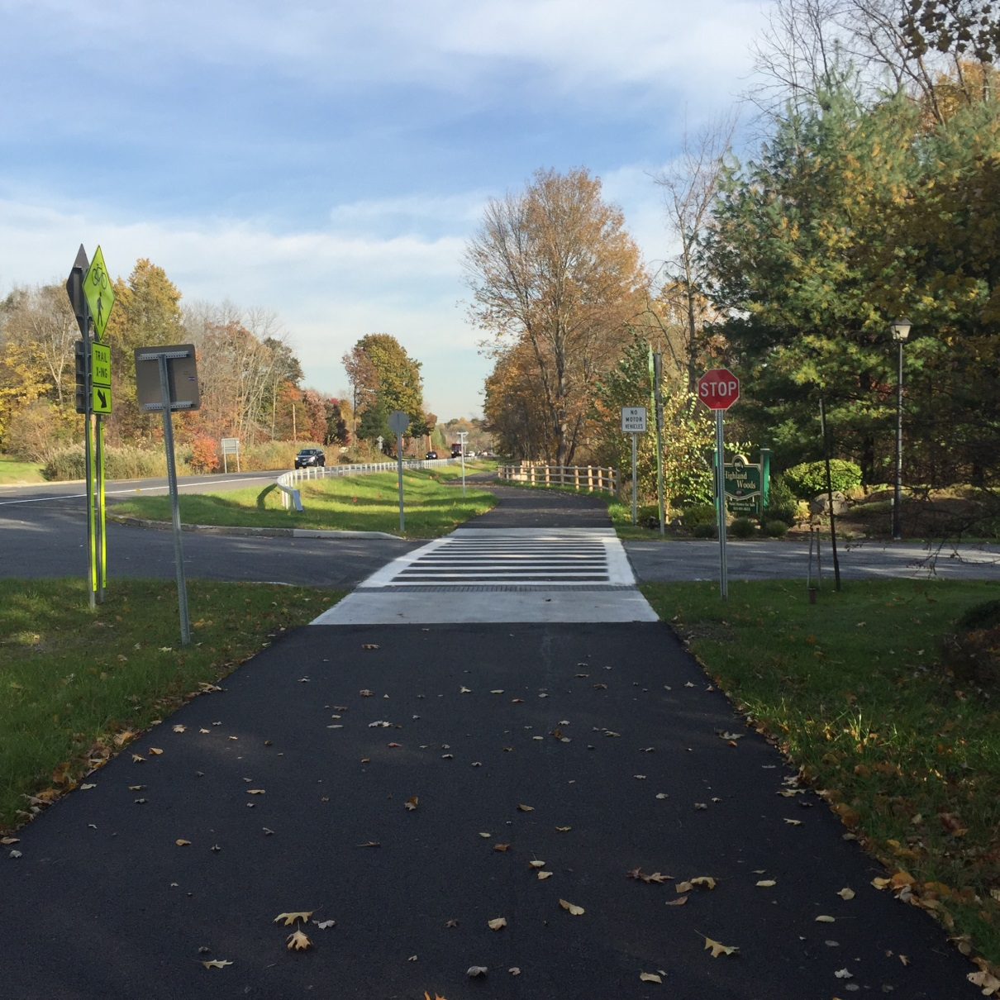 TRAIL
X-ING
NO
MOTOR
VEHICLES
STOP
Highland
Woods